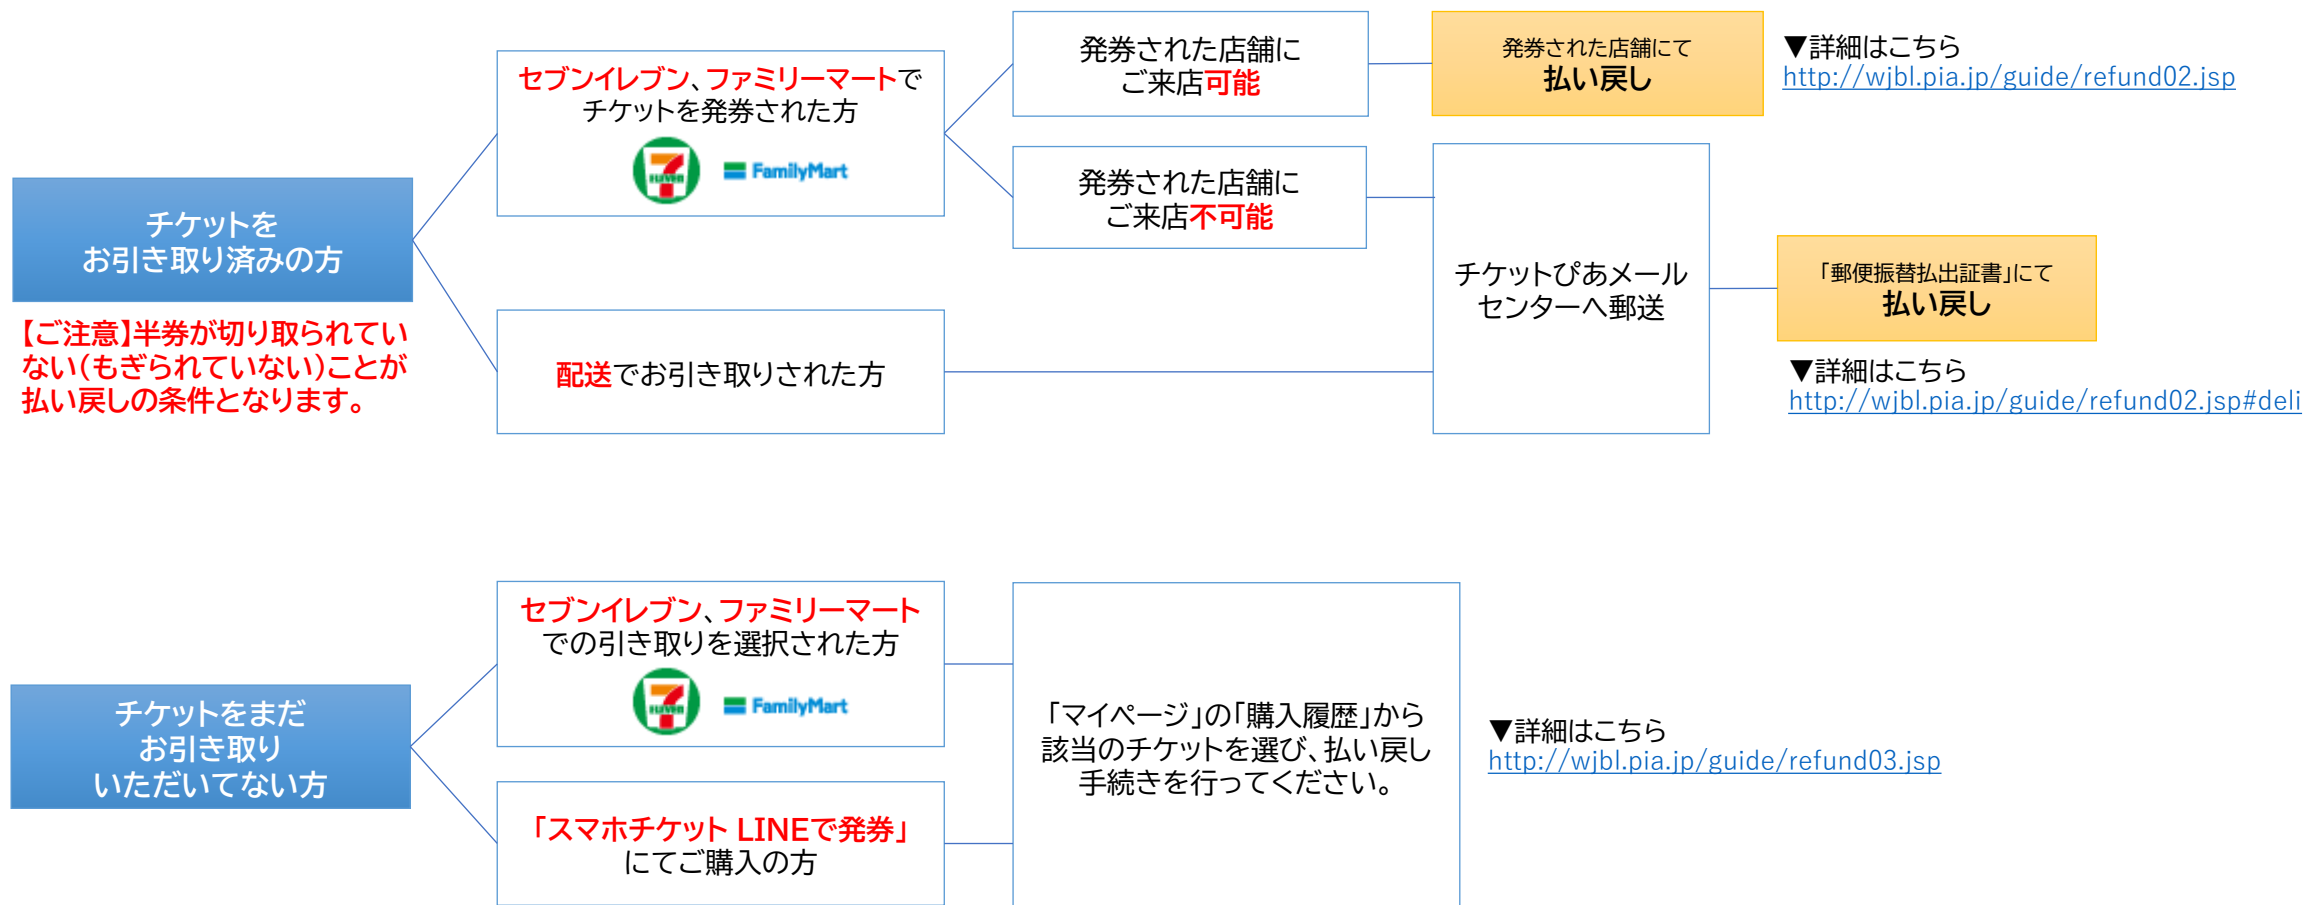 チケットを
お引き取り済みの方
【ご注意】半券が切り取られてい
ない(もぎられていない)ことが
払い戻しの条件となります。
セブンイレブン、ファミリーマートで
チケットを発券された方
7
ELEVEN
FamilyMart
発券された店舗に
ご来店可能
発券された店舗にて
払い戻し
▼詳細はこちら
http://wjbl.pia.jp/guide/refund02.jsp
発券された店舗に
ご来店不可能
配送でお引き取りされた方
チケットぴあメール
センターへ郵送
「郵便振替払出証書」にて
払い戻し
▼詳細はこちら
http://wjbl.pia.jp/guide/refund02.jsp#deli
チケットをまだ
お引き取り
いただいてない方
セブンイレブン、ファミリーマート
での引き取りを選択された方
7
ELEVEN
FamilyMart
「スマホチケット LINEで発券」
にてご購入の方
「マイページ」の「購入履歴」から
該当のチケットを選び、払い戻し
手続きを行ってください。
▼詳細はこちら
http://wjbl.pia.jp/guide/refund03.jsp